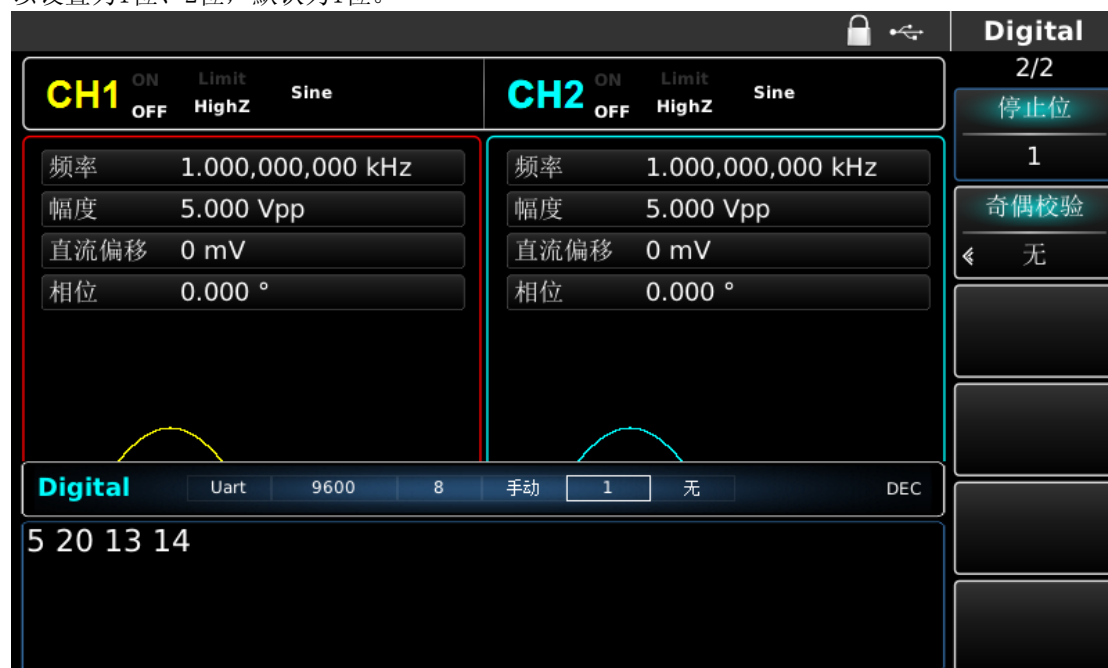 以设置为1位、2位，默认为1位。
Digital
2/2
CH1 ON OFF Limit HighZ Sine
CH2 ON OFF Limit HighZ Sine
停止位
1
频率 1.000,000,000 kHz
频率 1.000,000,000 kHz
幅度 5.000 Vpp
幅度 5.000 Vpp
奇偶校验
无
直流偏移 0 mV
直流偏移 0 mV
相位 0.000 °
相位 0.000 °
Digital Uart 9600 8 手动 1 无 DEC
5 20 13 14